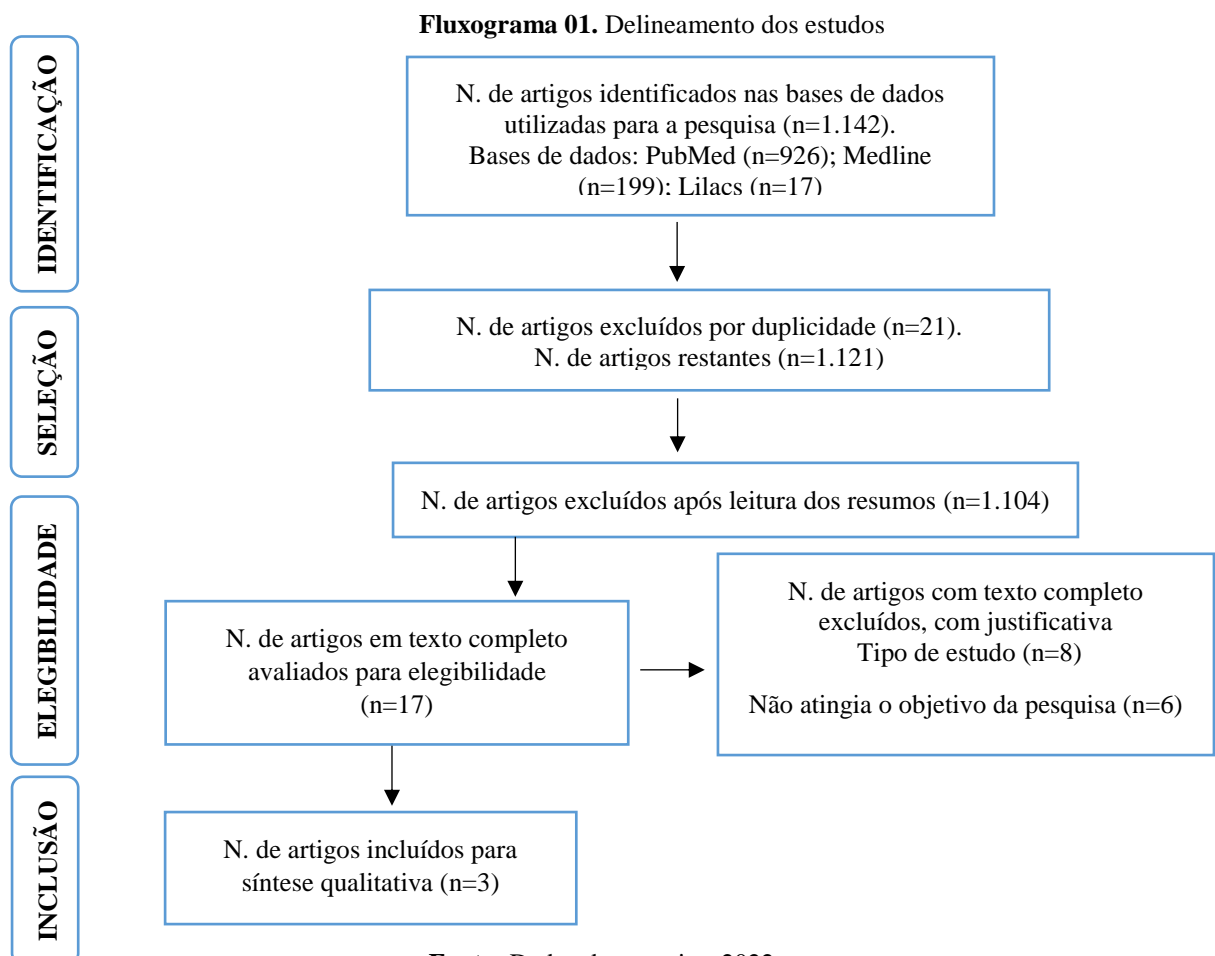 Fluxograma 01. Delineamento dos estudos
IDENTIFICAÇÃO
N. de artigos identificados nas bases de dados
utilizadas para a pesquisa (n=1.142).
Bases de dados: PubMed (n=926); Medline
(n=199); Lilacs (n=17)
SELEÇÃO
N. de artigos excluídos por duplicidade (n=21).
N. de artigos restantes (n=1.121)
ELEGIBILIDADE
N. de artigos excluídos após leitura dos resumos (n=1.104)
N. de artigos em texto completo
avaliados para elegibilidade
(n=17)
N. de artigos com texto completo
excluídos, com justificativa
Tipo de estudo (n=8)
Não atingia o objetivo da pesquisa (n=6)
INCLUSÃO
N. de artigos incluídos para
síntese qualitativa (n=3)